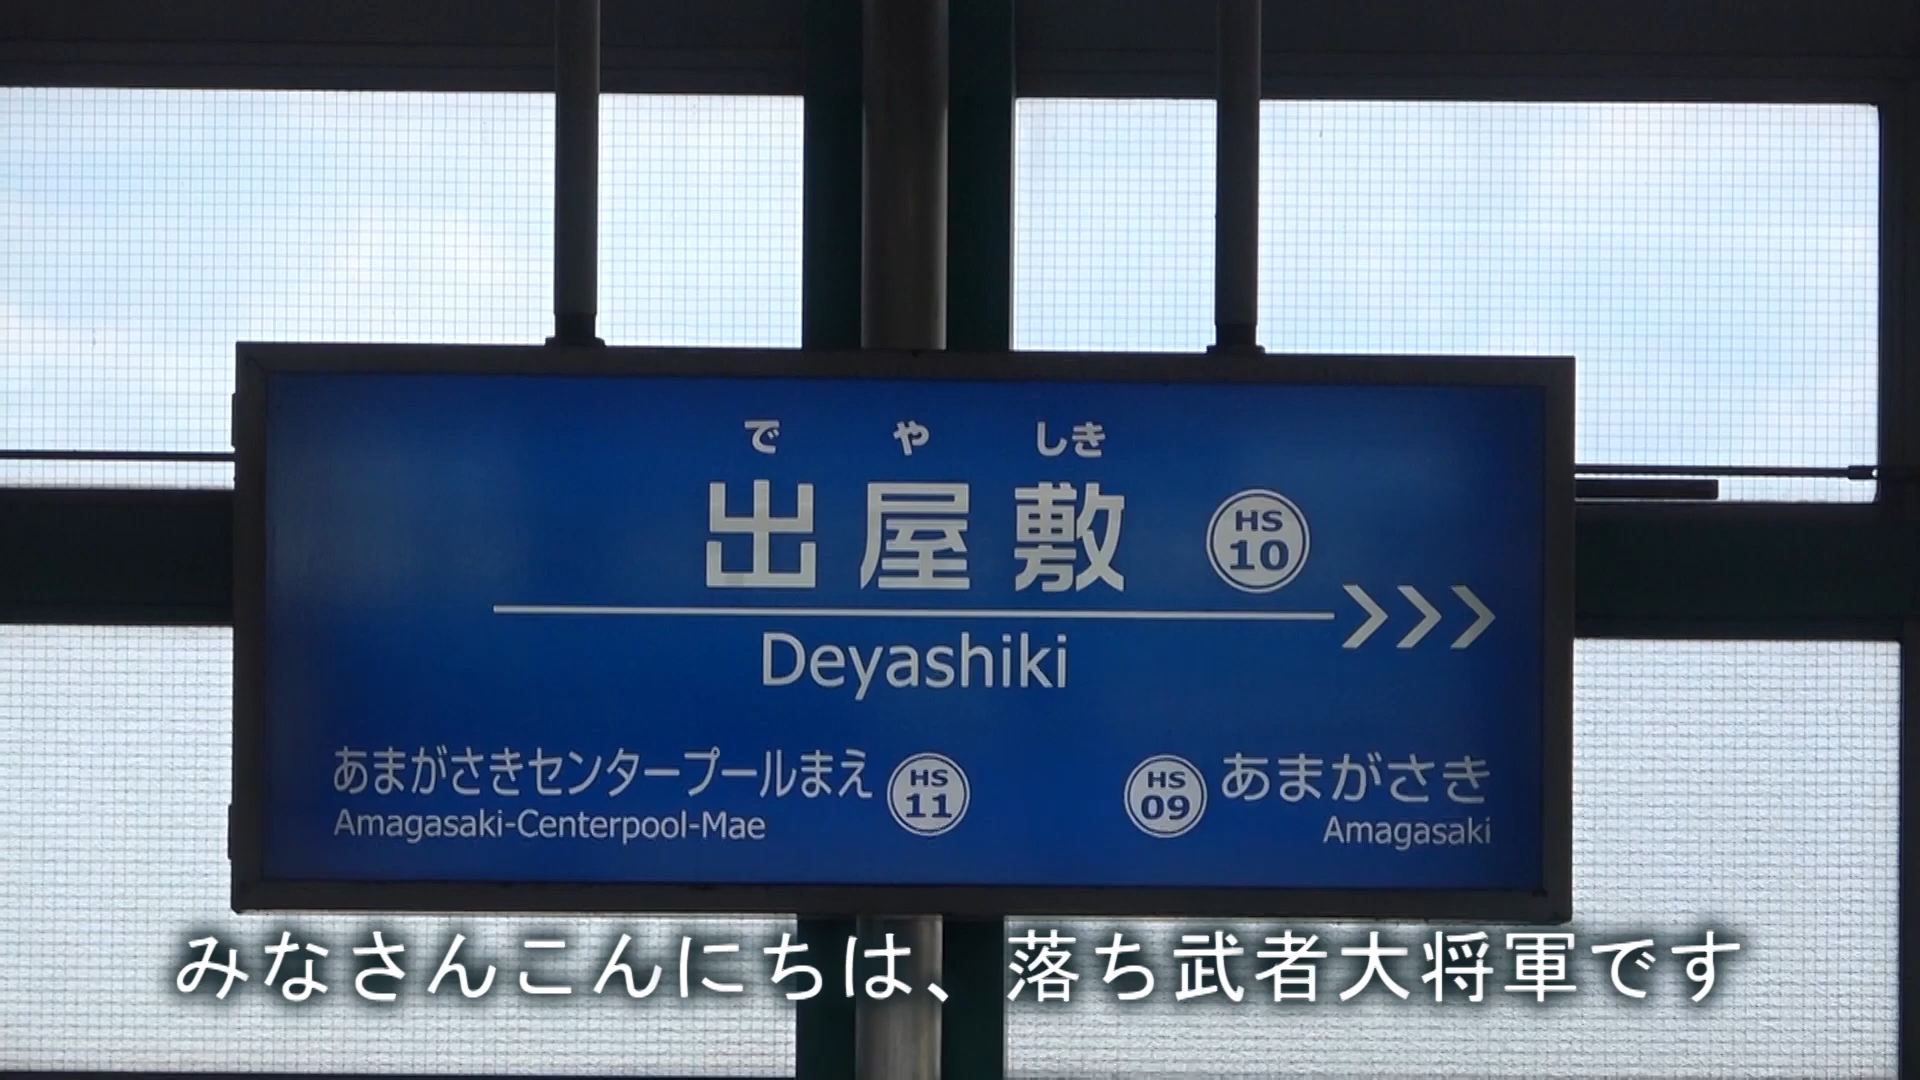 でやしき
出屋敷 HS 10
Deyashiki
あまがさきセンタープールまえ HS 11
Amagasaki-Centerpool-Mae
HS 09 あまがさき
Amagasaki
みなさんこんにちは、落ち武者大将軍です